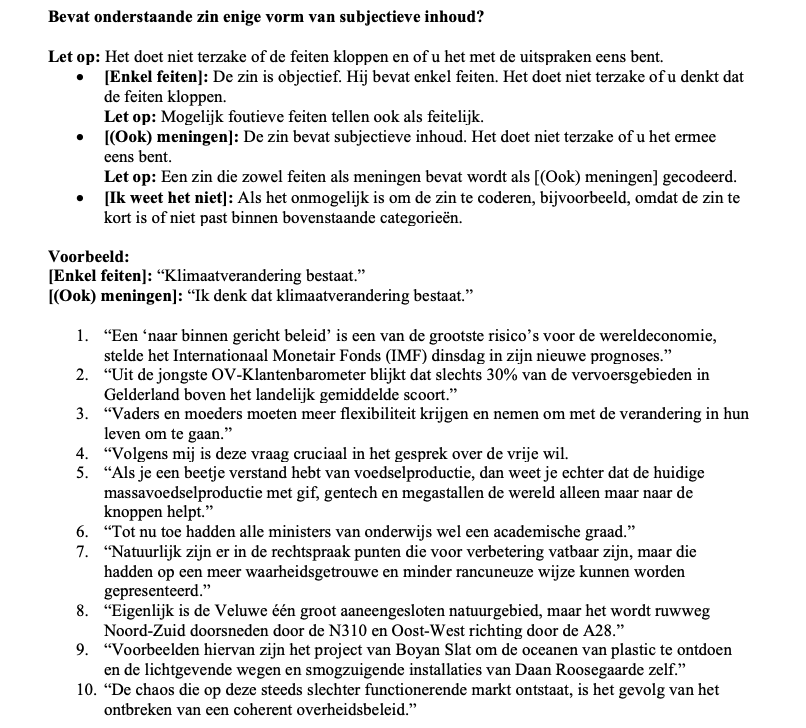 Bevat onderstaande zin enige vorm van subjectieve inhoud?
Let op: Het doet niet terzake of de feiten kloppen en of u het met de uitspraken eens bent.
• [Enkel feiten]: De zin is objectief. Hij bevat enkel feiten. Het doet niet terzake of u denkt dat
de feiten kloppen.
Let op: Mogelijk foutieve feiten tellen ook als feitelijk.
• [(Ook) meningen]: De zin bevat subjectieve inhoud. Het doet niet terzake of u het ermee
eens bent.
Let op: Een zin die zowel feiten als meningen bevat wordt als [(Ook) meningen] gecodeerd.
• [Ik weet het niet]: Als het onmogelijk is om de zin te coderen, bijvoorbeeld, omdat de zin te
kort is of niet past binnen bovenstaande categorieën.
Voorbeeld:
[Enkel feiten]: “Klimaatverandering bestaat.”
[(Ook) meningen]: “Ik denk dat klimaatverandering bestaat.”
1. “Een ‘naar binnen gericht beleid’ is een van de grootste risico’s voor de wereldeconomie,
stelde het Internationaal Monetair Fonds (IMF) dinsdag in zijn nieuwe prognoses.”
2. “Uit de jongste OV-Klantenbarometer blijkt dat slechts 30% van de vervoersgebieden in
Gelderland boven het landelijk gemiddelde scoort.”
3. “Vaders en moeders moeten meer flexibiliteit krijgen en nemen om met de verandering in hun
leven om te gaan.”
4. “Volgens mij is deze vraag cruciaal in het gesprek over de vrije wil.
5. “Als je een beetje verstand hebt van voedselproductie, dan weet je echter dat de huidige
massavoedselproductie met gif, gentech en megastallen de wereld alleen maar naar de
knoppen helpt.”
6. “Tot nu toe hadden alle ministers van onderwijs wel een academische graad.”
7. “Natuurlijk zijn er in de rechtspraak punten die voor verbetering vatbaar zijn, maar die
hadden op een meer waarheidsgetrouwe en minder rancuneuze wijze kunnen worden
gepresenteerd.”
8. “Eigenlijk is de Veluwe één groot aaneengesloten natuurgebied, maar het wordt ruwweg
Noord-Zuid doorsneden door de N310 en Oost-West richting door de A28.”
9. “Voorbeelden hiervan zijn het project van Boyan Slat om de oceanen van plastic te ontdoen
en de lichtgevende wegen en smogzuigende installaties van Daan Roosegaarde zelf.”
10. “De chaos die op deze steeds slechter functionerende markt ontstaat, is het gevolg van het
ontbreken van een coherent overheidsbeleid.”